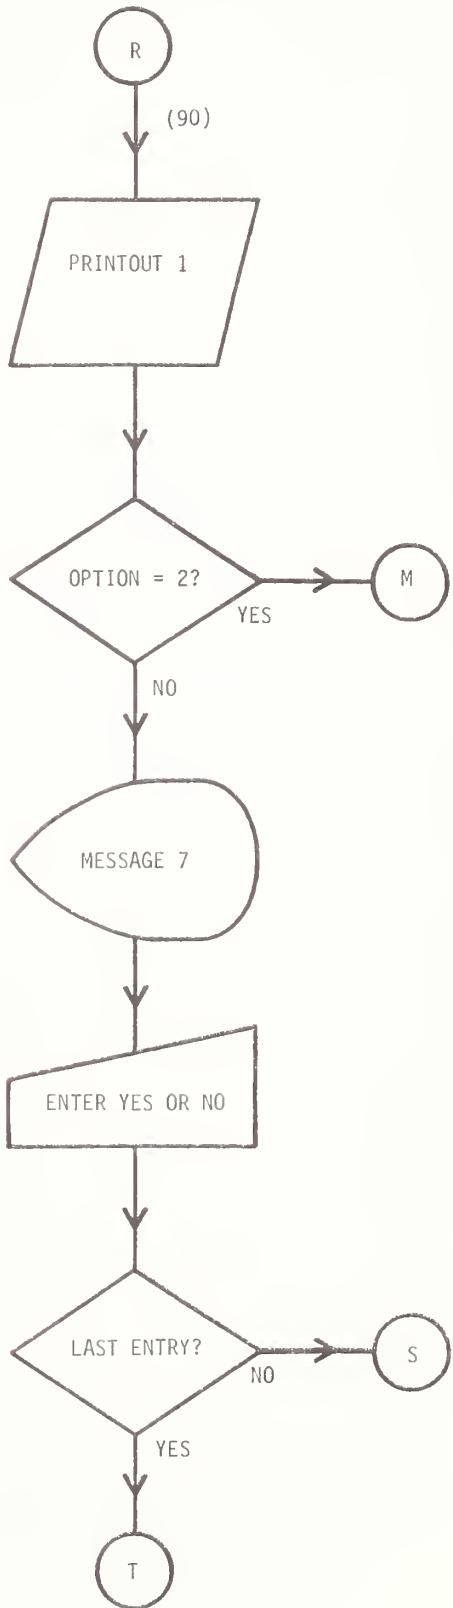 R
(90)
PRINTOUT 1
OPTION = 2?
M
YES
NO
MESSAGE 7
ENTER YES OR NO
LAST ENTRY?
S
NO
YES
T